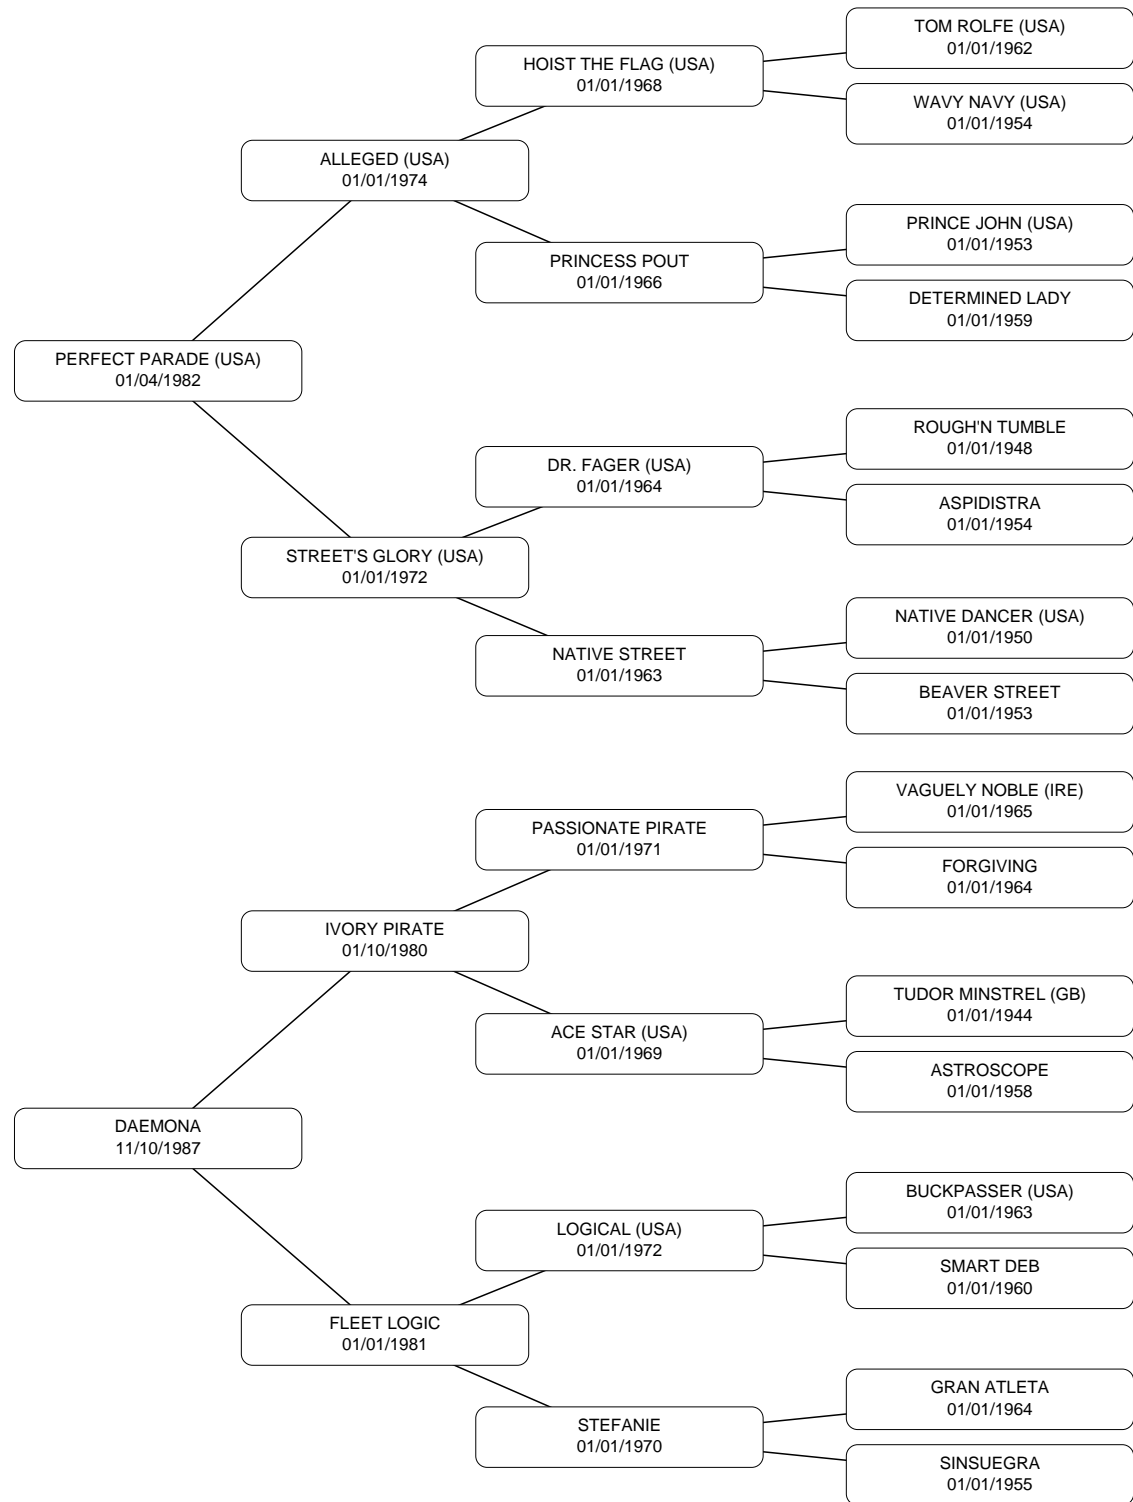 TOM ROLFE (USA)
01/01/1962
HOIST THE FLAG (USA)
01/01/1968
WAVY NAVY (USA)
01/01/1954
ALLEGED (USA)
01/01/1974
PRINCE JOHN (USA)
01/01/1953
PRINCESS POUT
01/01/1966
DETERMINED LADY
01/01/1959
PERFECT PARADE (USA)
01/04/1982
ROUGH'N TUMBLE
01/01/1948
DR. FAGER (USA)
01/01/1964
ASPIDISTRA
01/01/1954
STREET'S GLORY (USA)
01/01/1972
NATIVE DANCER (USA)
01/01/1950
NATIVE STREET
01/01/1963
BEAVER STREET
01/01/1953
VAGUELY NOBLE (IRE)
01/01/1965
PASSIONATE PIRATE
01/01/1971
FORGIVING
01/01/1964
IVORY PIRATE
01/10/1980
TUDOR MINSTREL (GB)
01/01/1944
ACE STAR (USA)
01/01/1969
ASTROSCOPE
01/01/1958
DAEMONA
11/10/1987
BUCKPASSER (USA)
01/01/1963
LOGICAL (USA)
01/01/1972
SMART DEB
01/01/1960
FLEET LOGIC
01/01/1981
GRAN ATLETA
01/01/1964
STEFANIE
01/01/1970
SINSUEGRA
01/01/1955